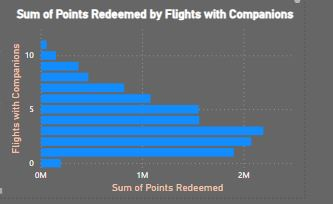 Sum of Points Redeemed by Flights with Companions
Flights with Companions
10
5
0
0M
1M
2M
Sum of Points Redeemed